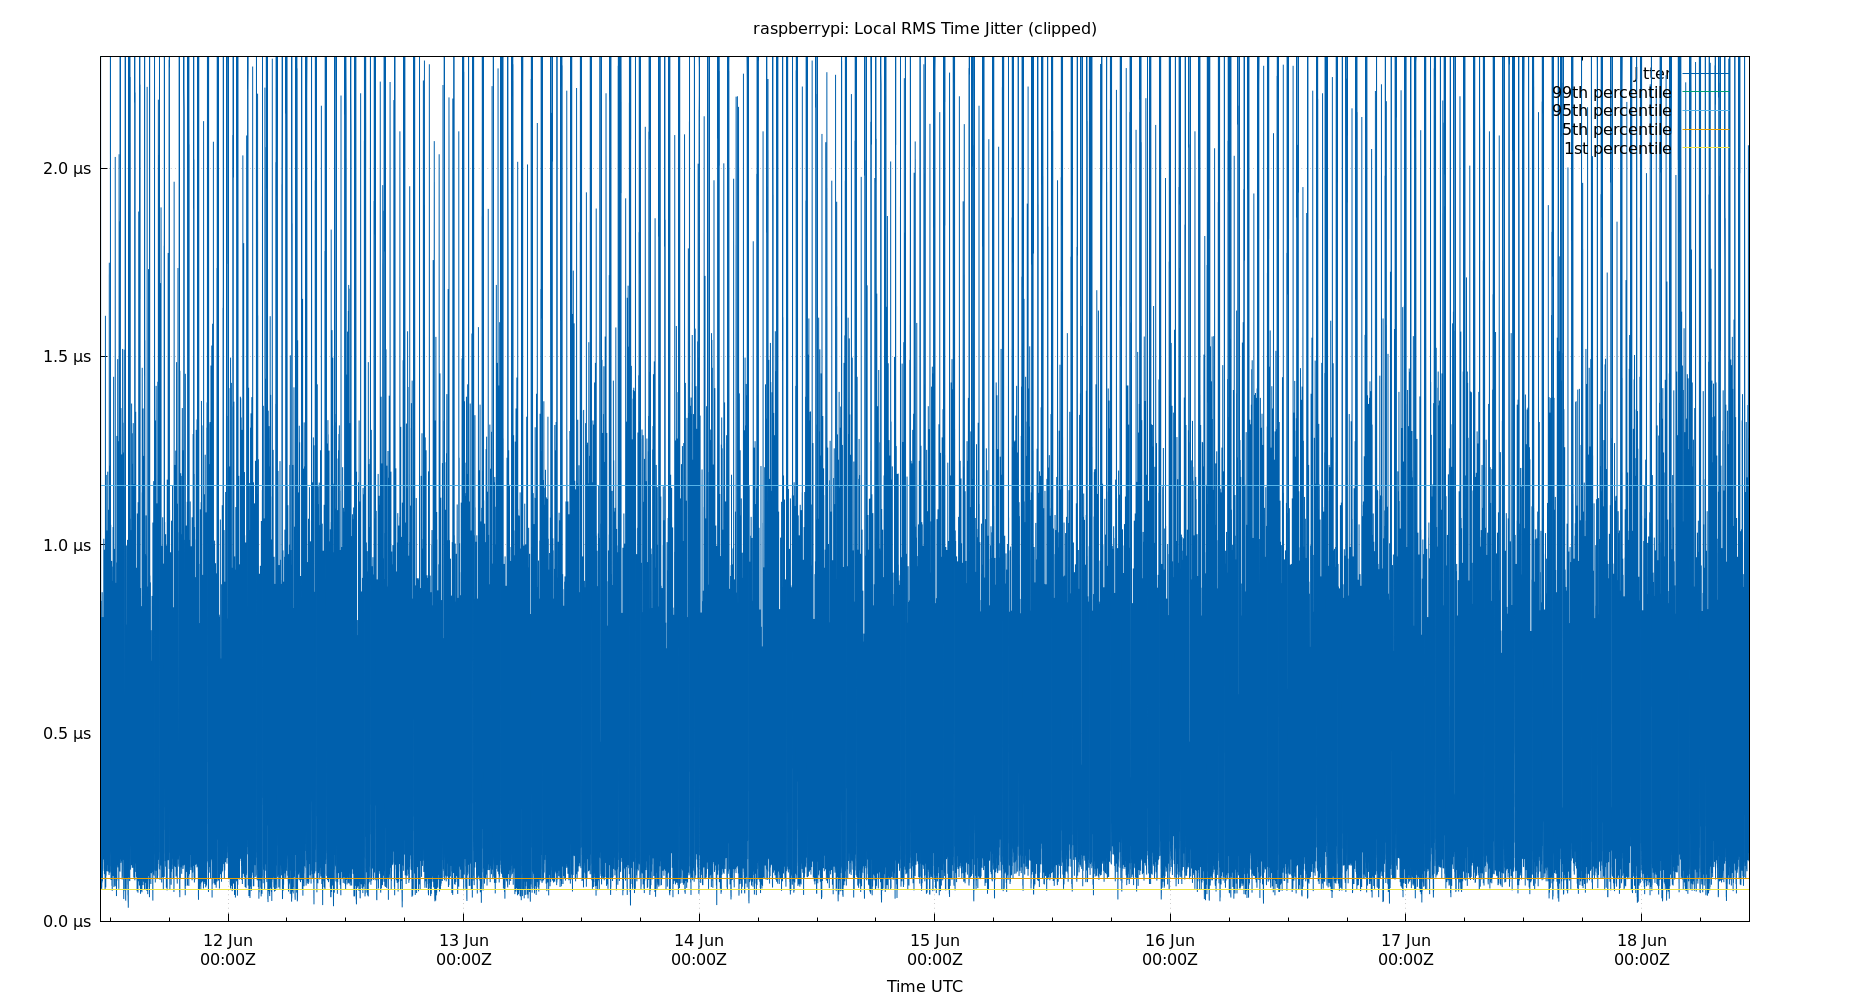 raspberrypi: Local RMS Time Jitter (clipped)
jitter
99th percentile
95th percentile
5th percentile
1st percentile
2.0 µs
1.5 µs
1.0 µs
0.5 µs
0.0 µs
12 Jun 13 Jun 14 Jun 15 Jun 16 Jun 17 Jun 18 Jun
00:00Z 00:00Z 00:00Z 00:00Z 00:00Z 00:00Z 00:00Z
Time UTC